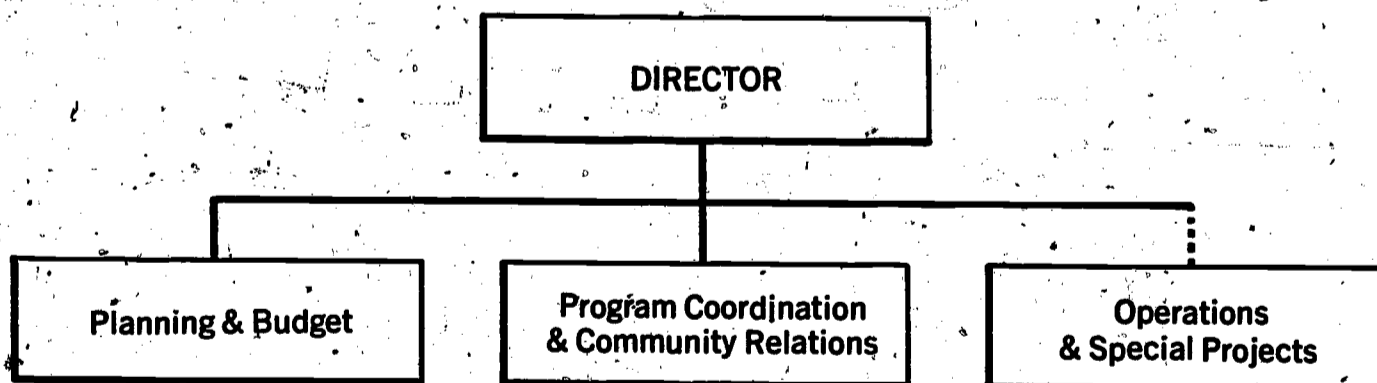 DIRECTOR
Planning & Budget
Program Coordination
& Community Relations
Operations
& Special Projects